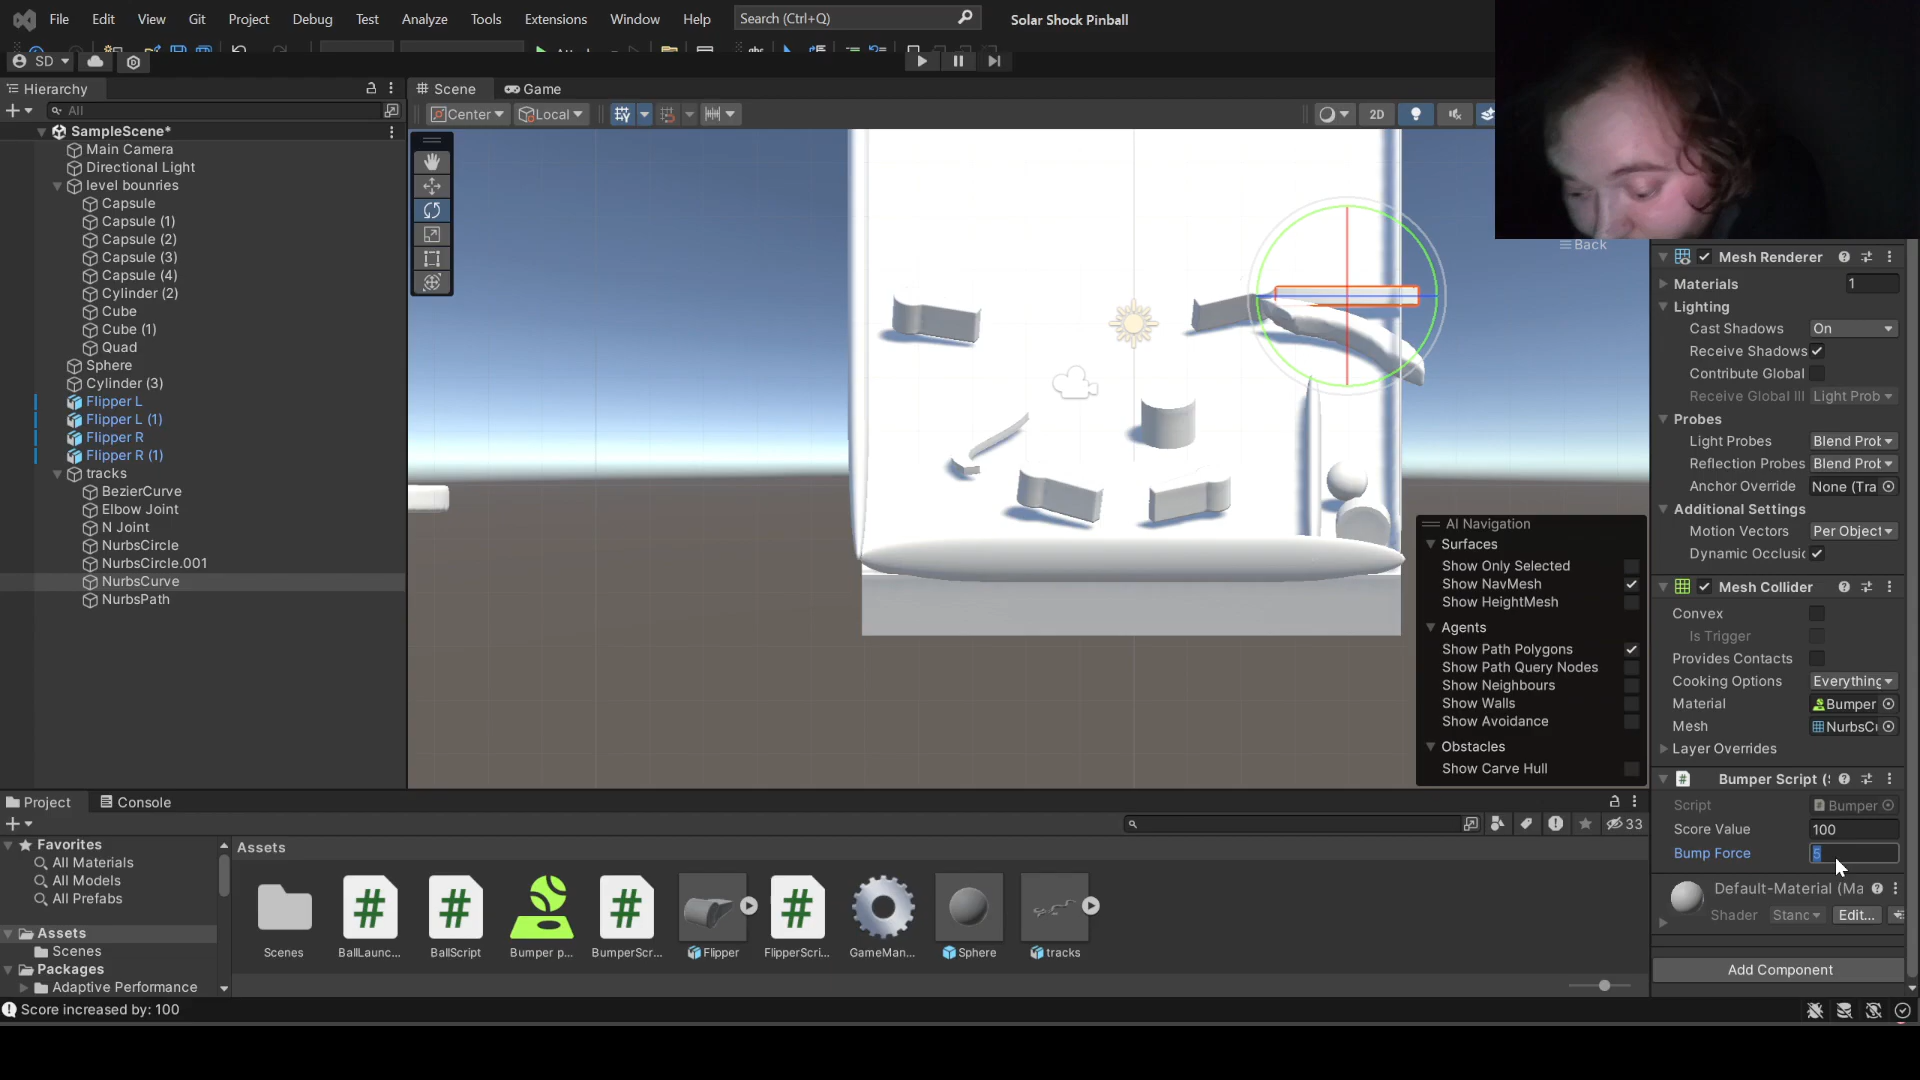 File Edit View Git Project Debug Test Analyze Tools Extensions Window Help Search (Ctrl+Q) Solar Shock Pinball
SD
Hierarchy
Scene Game
All
Center Local 2D
SampleScene*
Main Camera
Directional Light
level bounries
Capsule
Capsule (1)
Capsule (2)
Capsule (3)
Capsule (4)
Cylinder (2)
Cube
Cube (1)
Quad
Sphere
Cylinder (3)
Flipper L
Flipper L (1)
Flipper R
Flipper R (1)
tracks
BezierCurve
Elbow Joint
N Joint
NurbsCircle
NurbsCircle.001
NurbsCurve
NurbsPath
Back
AI Navigation
Surfaces
Show Only Selected
Show NavMesh
Show HeightMesh
Agents
Show Path Polygons
Show Path Query Nodes
Show Neighbours
Show Walls
Show Avoidance
Obstacles
Show Carve Hull
Mesh Renderer
Materials 1
Lighting
Cast Shadows On
Receive Shadows
Contribute Global
Receive Global Ill Light Prob
Probes
Light Probes Blend Prob
Reflection Probes Blend Prob
Anchor Override None (Tra
Additional Settings
Motion Vectors Per Object
Dynamic Occlusic
Mesh Collider
Convex
Is Trigger
Provides Contacts
Cooking Options Everything
Material Bumper
Mesh NurbsCu
Layer Overrides
Bumper Script (S
Script Bumper
Score Value 100
Bump Force 5
Default-Material (Ma
Shader Stanc Edit...
Add Component
Project Console
33
Favorites
All Materials
All Models
All Prefabs
Assets
Scenes
Packages
Adaptive Performance
Assets
Scenes BallLaunc... BallScript Bumper p... BumperScr... Flipper FlipperScri... GameMan... Sphere tracks
Score increased by: 100